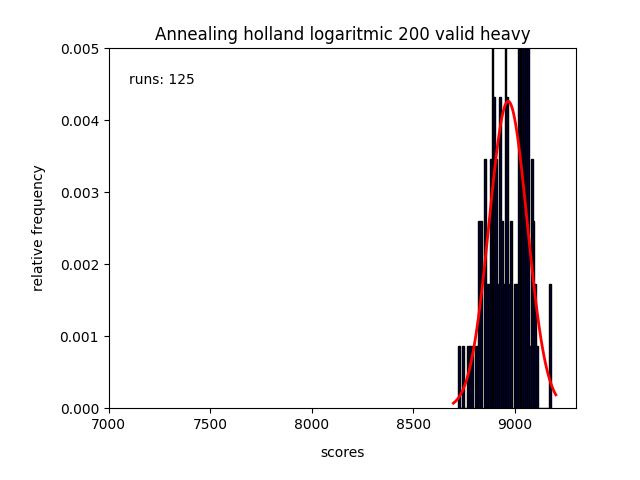 Annealing holland logaritmic 200 valid heavy
0.005
runs: 125
0.004
0.003
relative frequency
0.002
0.001
0.000
7000 7500 8000 8500 9000
scores